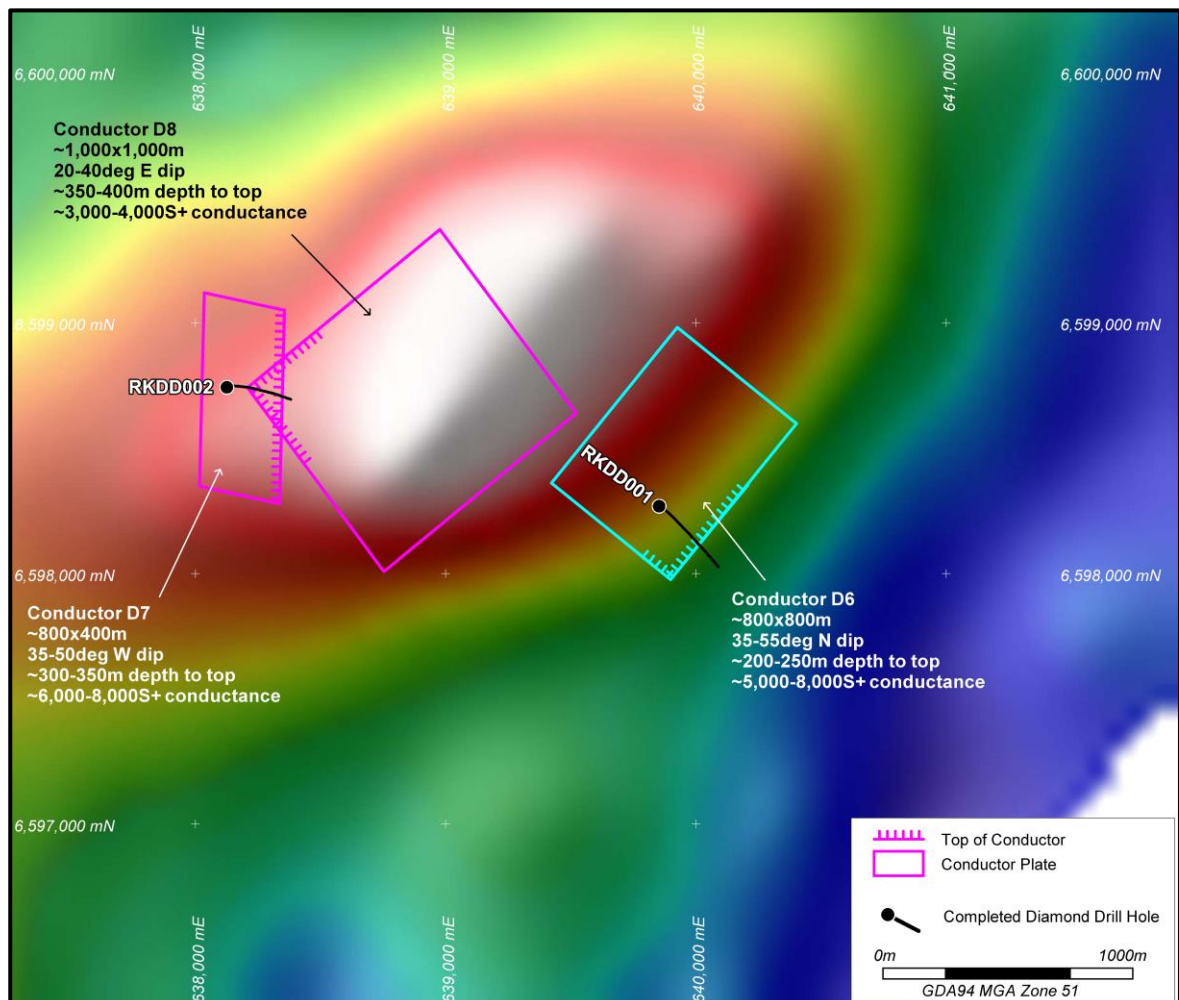 638,000 mE
639,000 mE
640,000 mE
641,000 mE
6,600,000 mN
6,600,000 mN
Conductor D8
~1,000x1,000m
20-40deg E dip
~350-400m depth to top
~3,000-4,000S+ conductance
6,599,000 mN
6,599,000 mN
RKDD002
RKDD001
6,598,000 mN
6,598,000 mN
Conductor D7
~800x400m
35-50deg W dip
~300-350m depth to top
~6,000-8,000S+ conductance
Conductor D6
~800x800m
35-55deg N dip
~200-250m depth to top
~5,000-8,000S+ conductance
6,597,000 mN
638,000 mE
639,000 mE
640,000 mE
Top of Conductor
Conductor Plate
Completed Diamond Drill Hole
0m 1000m
GDA94 MGA Zone 51